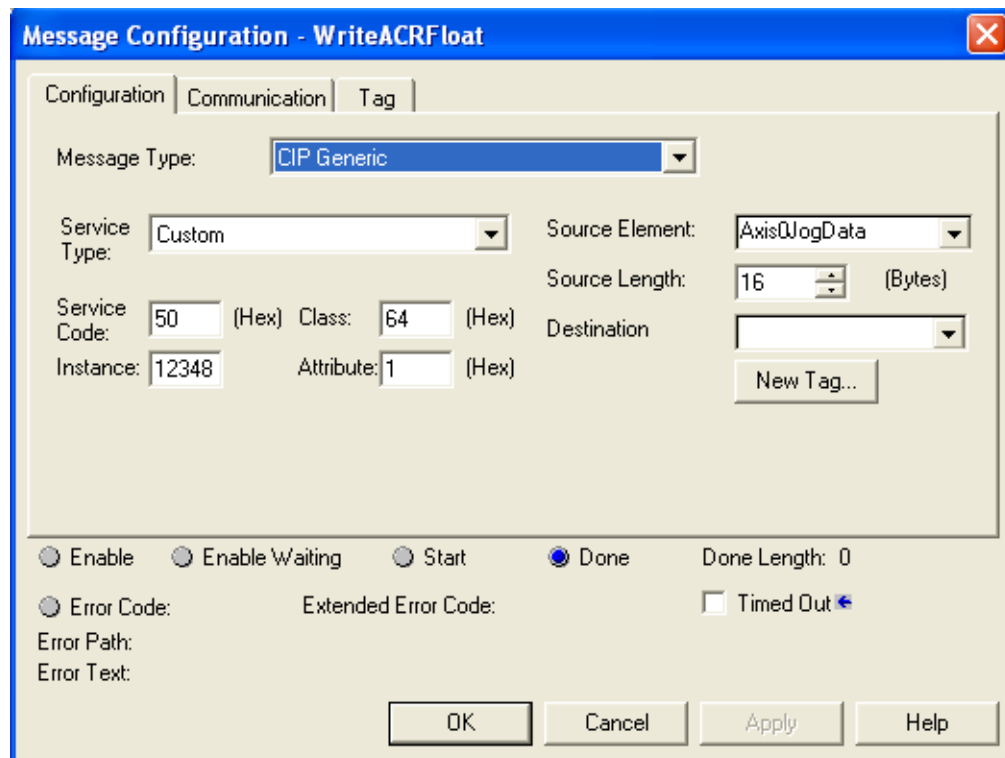 Message Configuration - WriteACRFloat
Configuration Communication Tag
Message Type: CIP Generic
Service Type: Custom
Source Element: Axis0JogData
Source Length: 16 (Bytes)
Service Code: 50 (Hex) Class: 64 (Hex)
Destination
Instance: 12348 Attribute: 1 (Hex)
New Tag...
Enable Enable Waiting Start Done Done Length: 0
Error Code: Extended Error Code: Timed Out
Error Path:
Error Text:
OK Cancel Apply Help